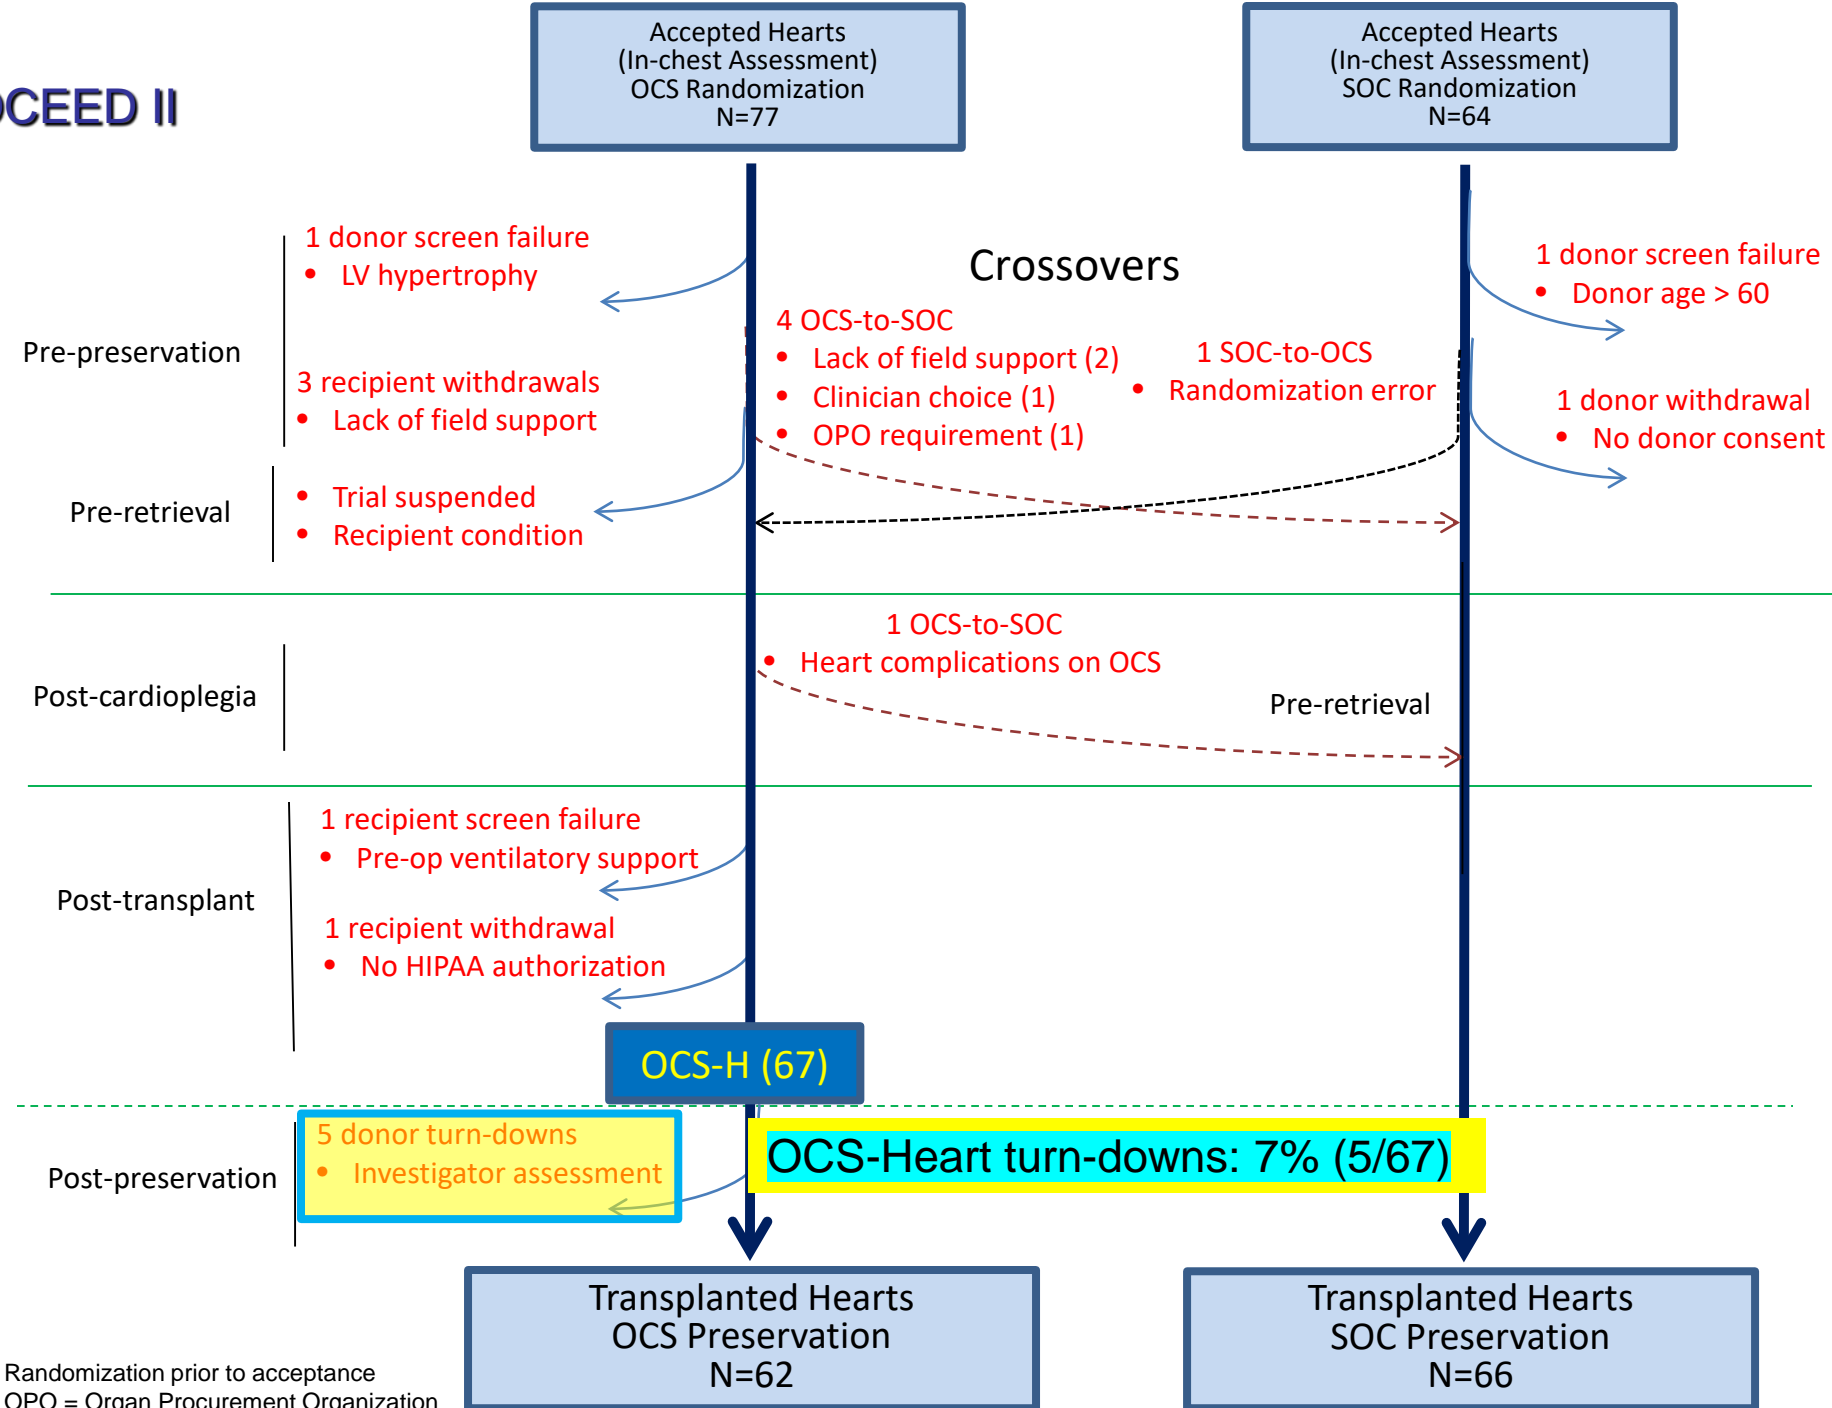 OCEED II
Accepted Hearts
(In-chest Assessment)
OCS Randomization
N=77
Accepted Hearts
(In-chest Assessment)
SOC Randomization
N=64
Crossovers
Pre-preservation
1 donor screen failure
• LV hypertrophy
3 recipient withdrawals
• Lack of field support
4 OCS-to-SOC
• Lack of field support (2)
• Clinician choice (1)
• OPO requirement (1)
1 SOC-to-OCS
• Randomization error
1 donor screen failure
• Donor age > 60
1 donor withdrawal
• No donor consent
Pre-retrieval
• Trial suspended
• Recipient condition
Post-cardioplegia
1 OCS-to-SOC
• Heart complications on OCS
Pre-retrieval
Post-transplant
1 recipient screen failure
• Pre-op ventilatory support
1 recipient withdrawal
• No HIPAA authorization
OCS-H (67)
Post-preservation
5 donor turn-downs
• Investigator assessment
OCS-Heart turn-downs: 7% (5/67)
Transplanted Hearts
OCS Preservation
N=62
Transplanted Hearts
SOC Preservation
N=66
Randomization prior to acceptance
OPO = Organ Procurement Organization